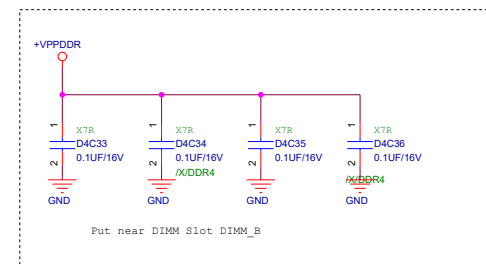 +VPPDDR
1 1 1 1
X7R X7R X7R X7R
D4C33 D4C34 D4C35 D4C36
0.1UF/16V 0.1UF/16V 0.1UF/16V 0.1UF/16V
2 2 2 2
/X/DDR4 /X/DDR4
GND GND GND GND
Put near DIMM Slot DIMM_B